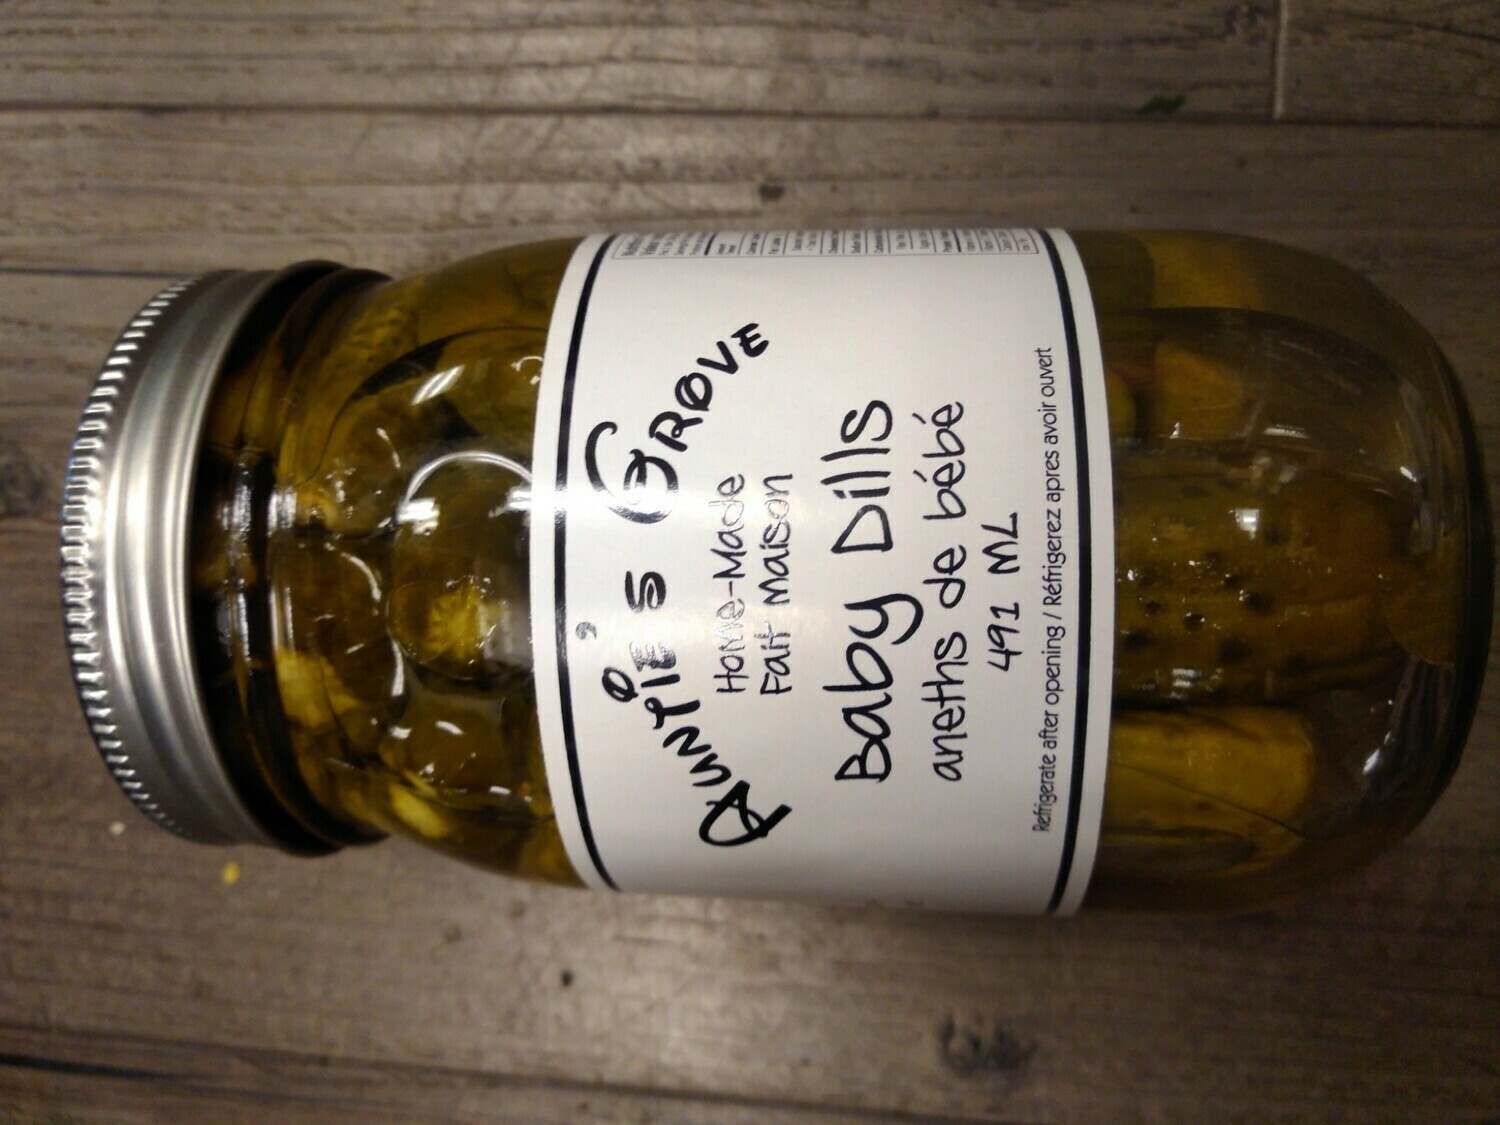 AUNTIE'S GROVE
Home-Made
Fait Maison
Baby Dills
aneths de bébé
491 ML
Refrigerate after opening / Réfrigerez apres avoir ouvert